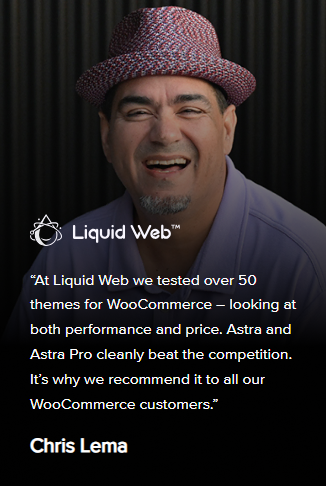 Liquid Web™
“At Liquid Web we tested over 50
themes for WooCommerce – looking at
both performance and price. Astra and
Astra Pro cleanly beat the competition.
It’s why we recommend it to all our
WooCommerce customers.”
Chris Lema